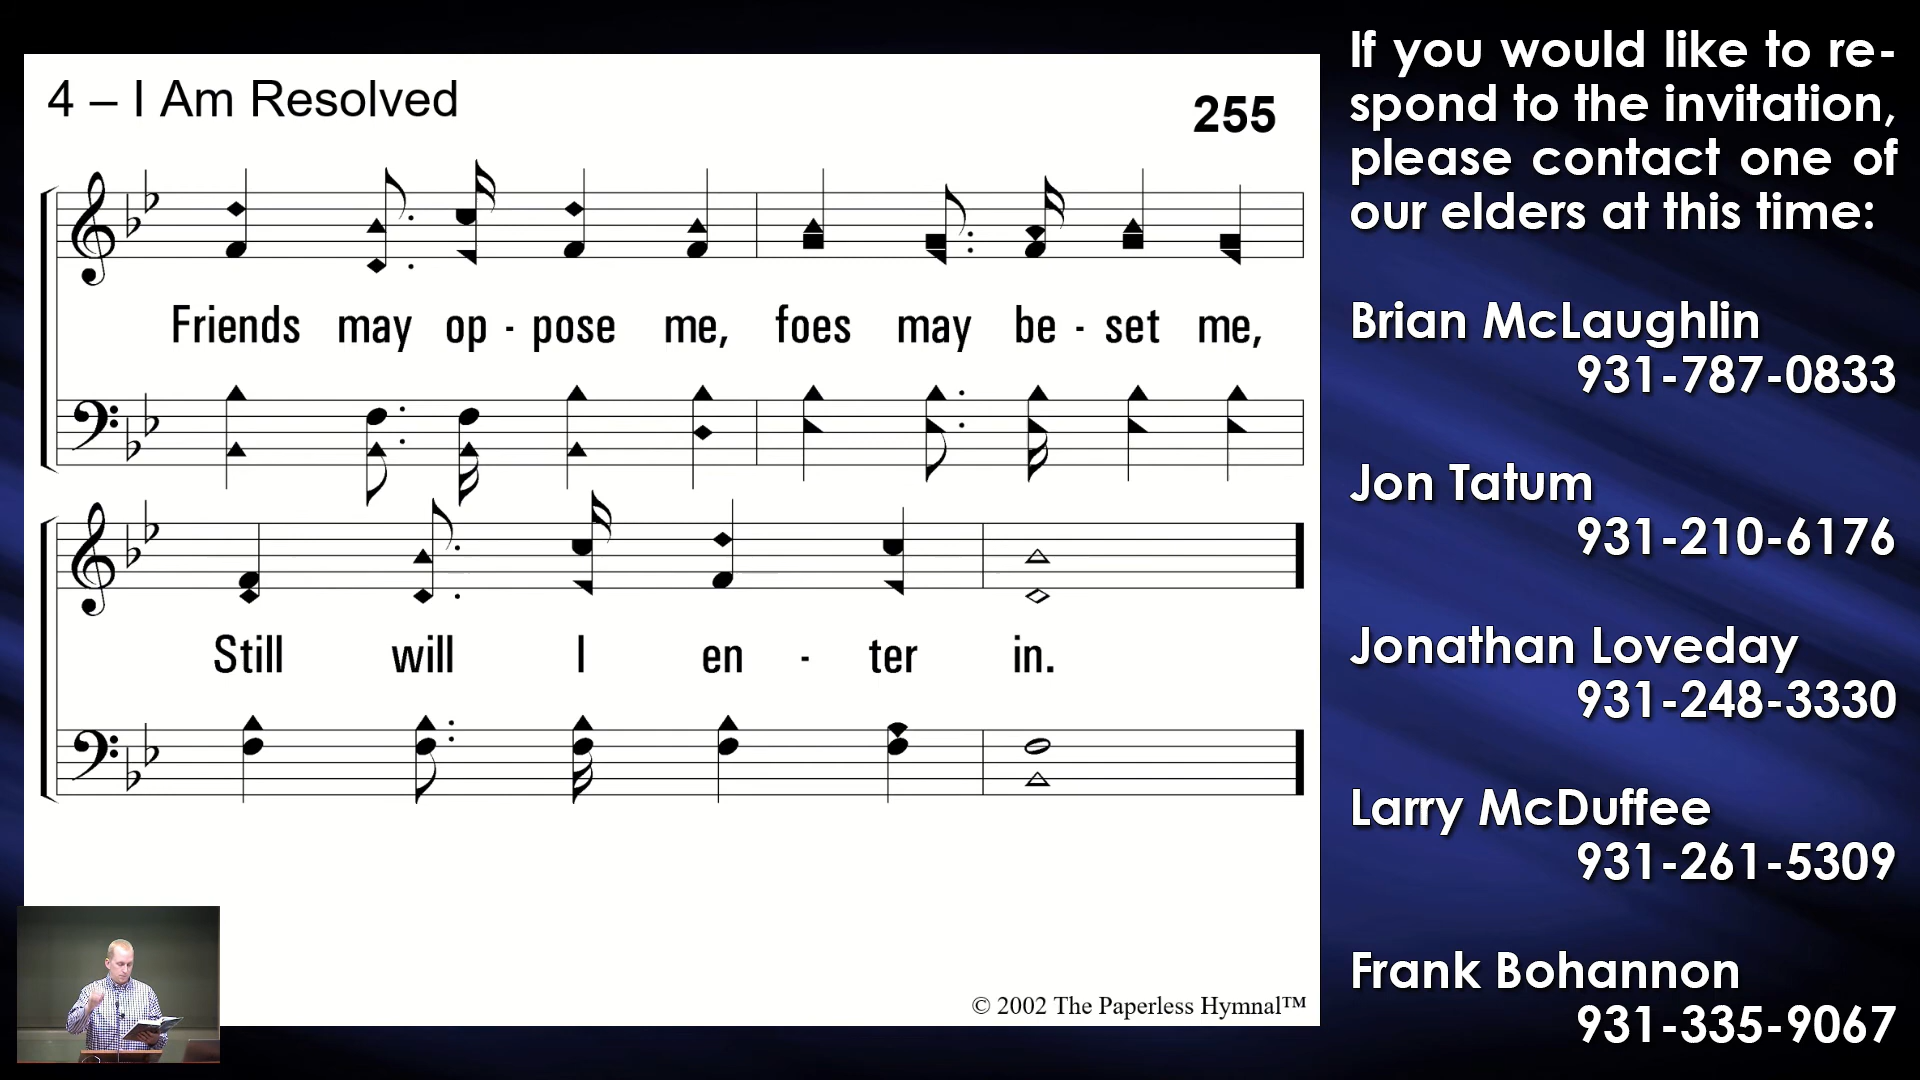 4 – I Am Resolved
255
Friends may op - pose me, foes may be - set me,
Still will I en - ter in.
© 2002 The Paperless Hymnal™
If you would like to re-
spond to the invitation,
please contact one of
our elders at this time:
Brian McLaughlin
931-787-0833
Jon Tatum
931-210-6176
Jonathan Loveday
931-248-3330
Larry McDuffee
931-261-5309
Frank Bohannon
931-335-9067